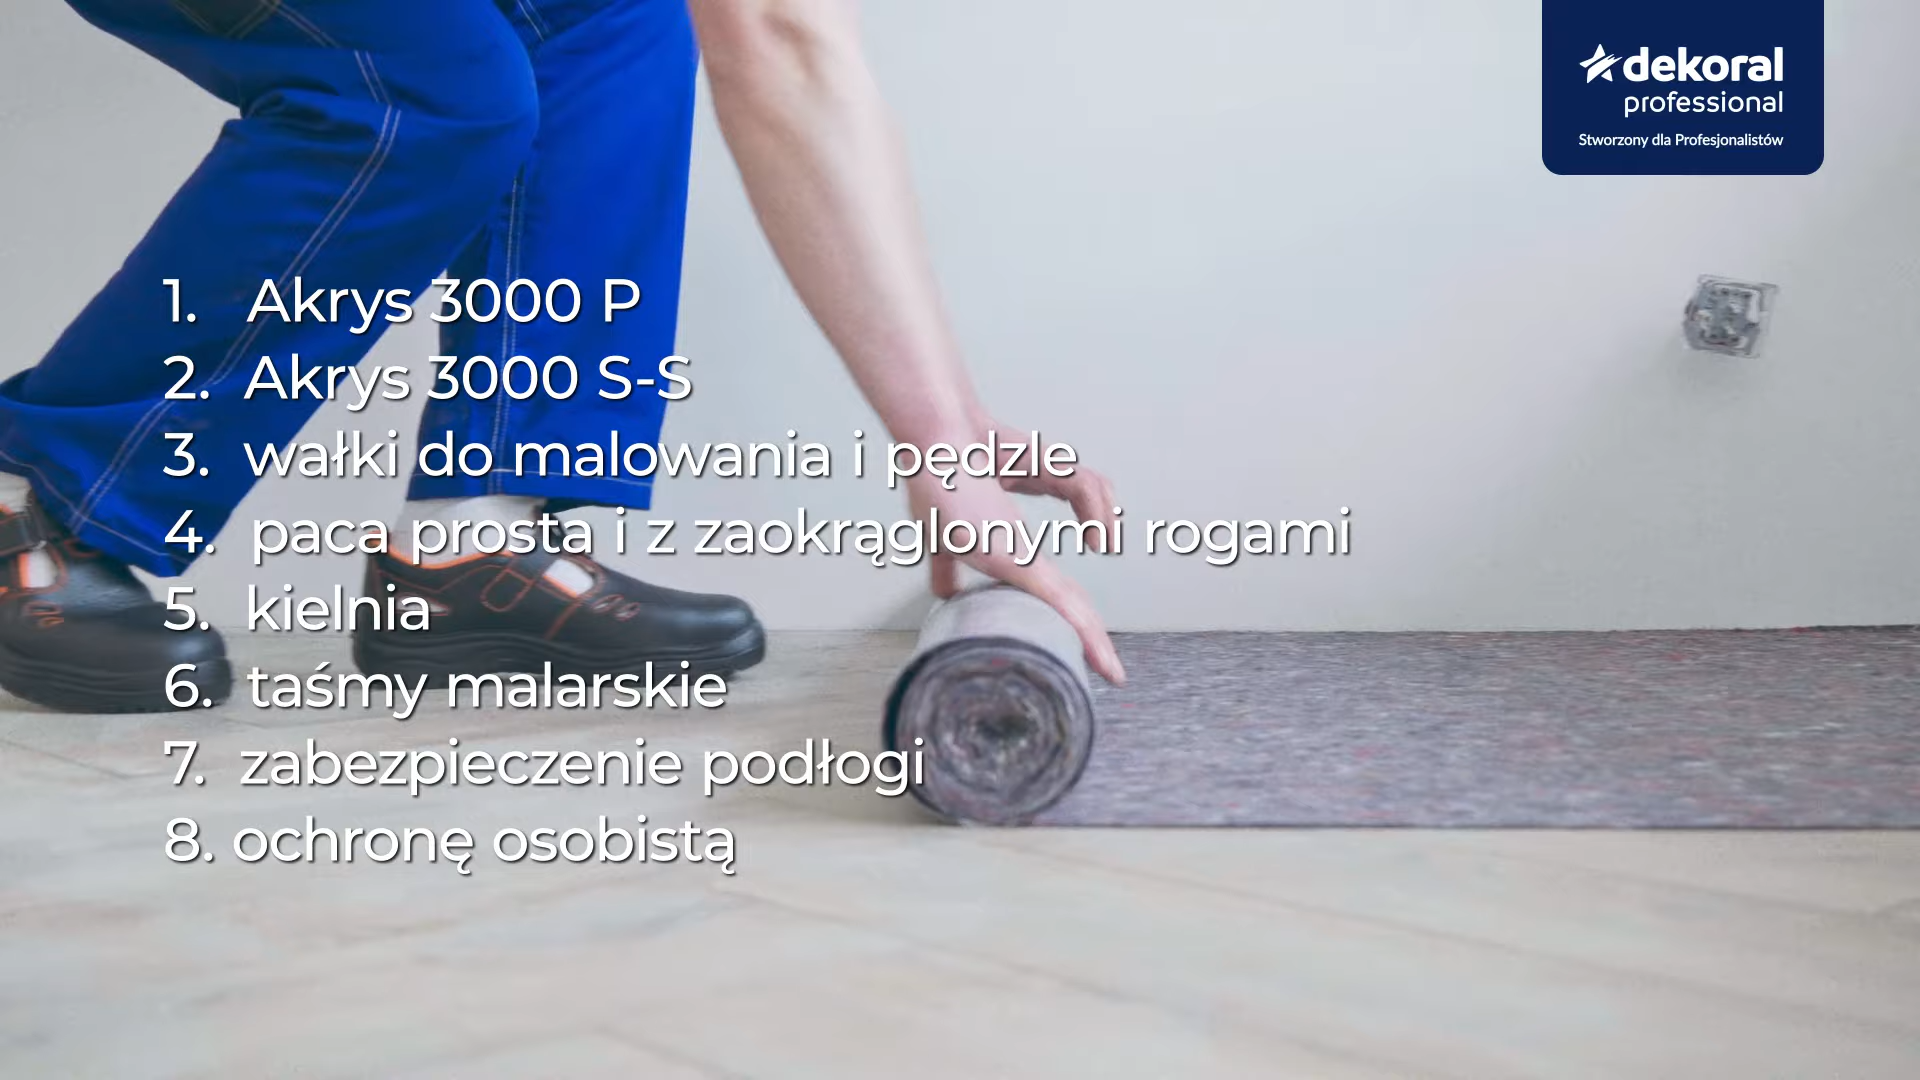 dekoral
professional
Stworzony dla Profesjonalistów
1. Akrys 3000 P
2. Akrys 3000 S-S
3. wałki do malowania i pędzle
4. paca prosta i z zaokrąglonymi rogami
5. kielnia
6. taśmy malarskie
7. zabezpieczenie podłogi
8. ochronę osobistą